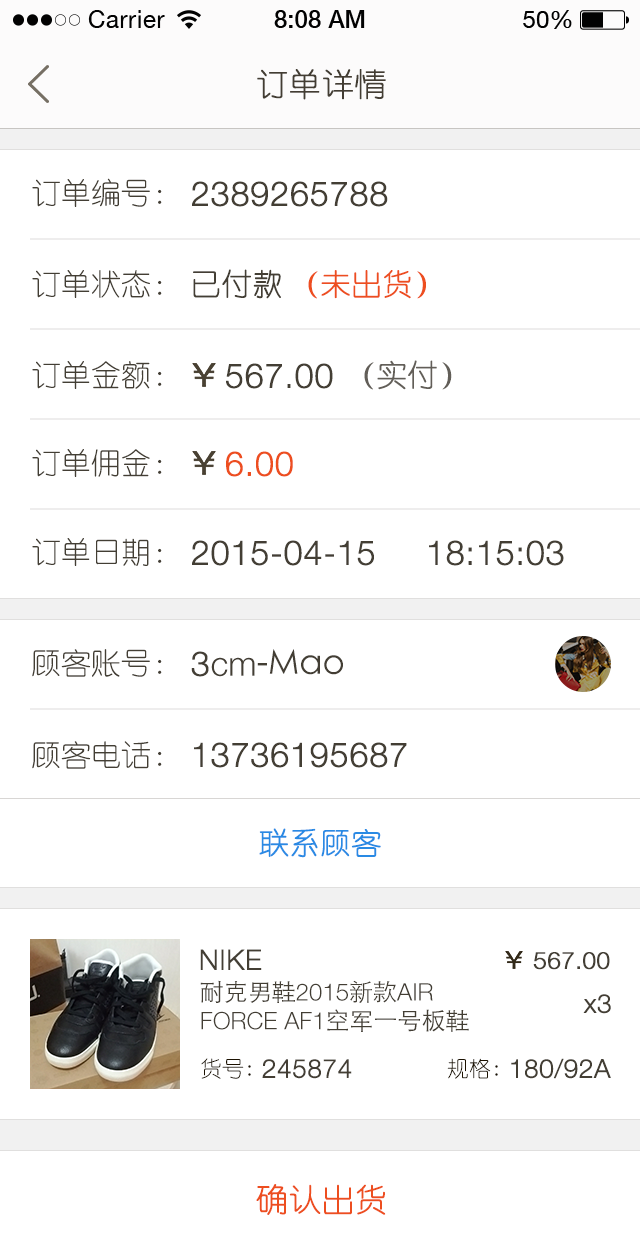 Carrier 8:08 AM 50%
订单详情
订单编号： 2389265788
订单状态： 已付款 （未出货）
订单金额： ￥567.00 （实付）
订单佣金： ￥6.00
订单日期： 2015-04-15 18:15:03
顾客账号： 3cm-Mao
顾客电话： 13736195687
联系顾客
NIKE ￥ 567.00
耐克男鞋2015新款AIR
x3
FORCE AF1空军一号板鞋
货号：245874 规格：180/92A
确认出货